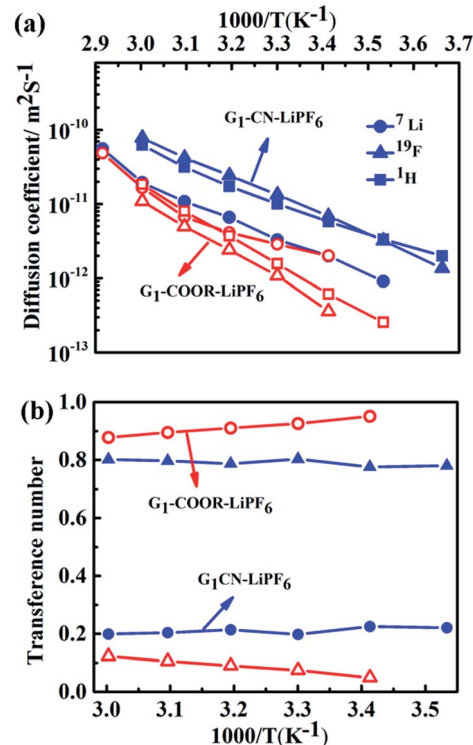 (a)
1000/T(K⁻¹)
2.9 3.0 3.1 3.2 3.3 3.4 3.5 3.6 3.7
Diffusion coefficient/ m²S⁻¹
10⁻¹⁰
10⁻¹¹
10⁻¹²
10⁻¹³
G₁-CN-LiPF₆
⁷Li
¹⁹F
¹H
G₁-COOR-LiPF₆
(b)
Transference number
1.0
0.8
0.6
0.4
0.2
0.0
G₁-COOR-LiPF₆
G₁CN-LiPF₆
3.0 3.1 3.2 3.3 3.4 3.5
1000/T(K⁻¹)